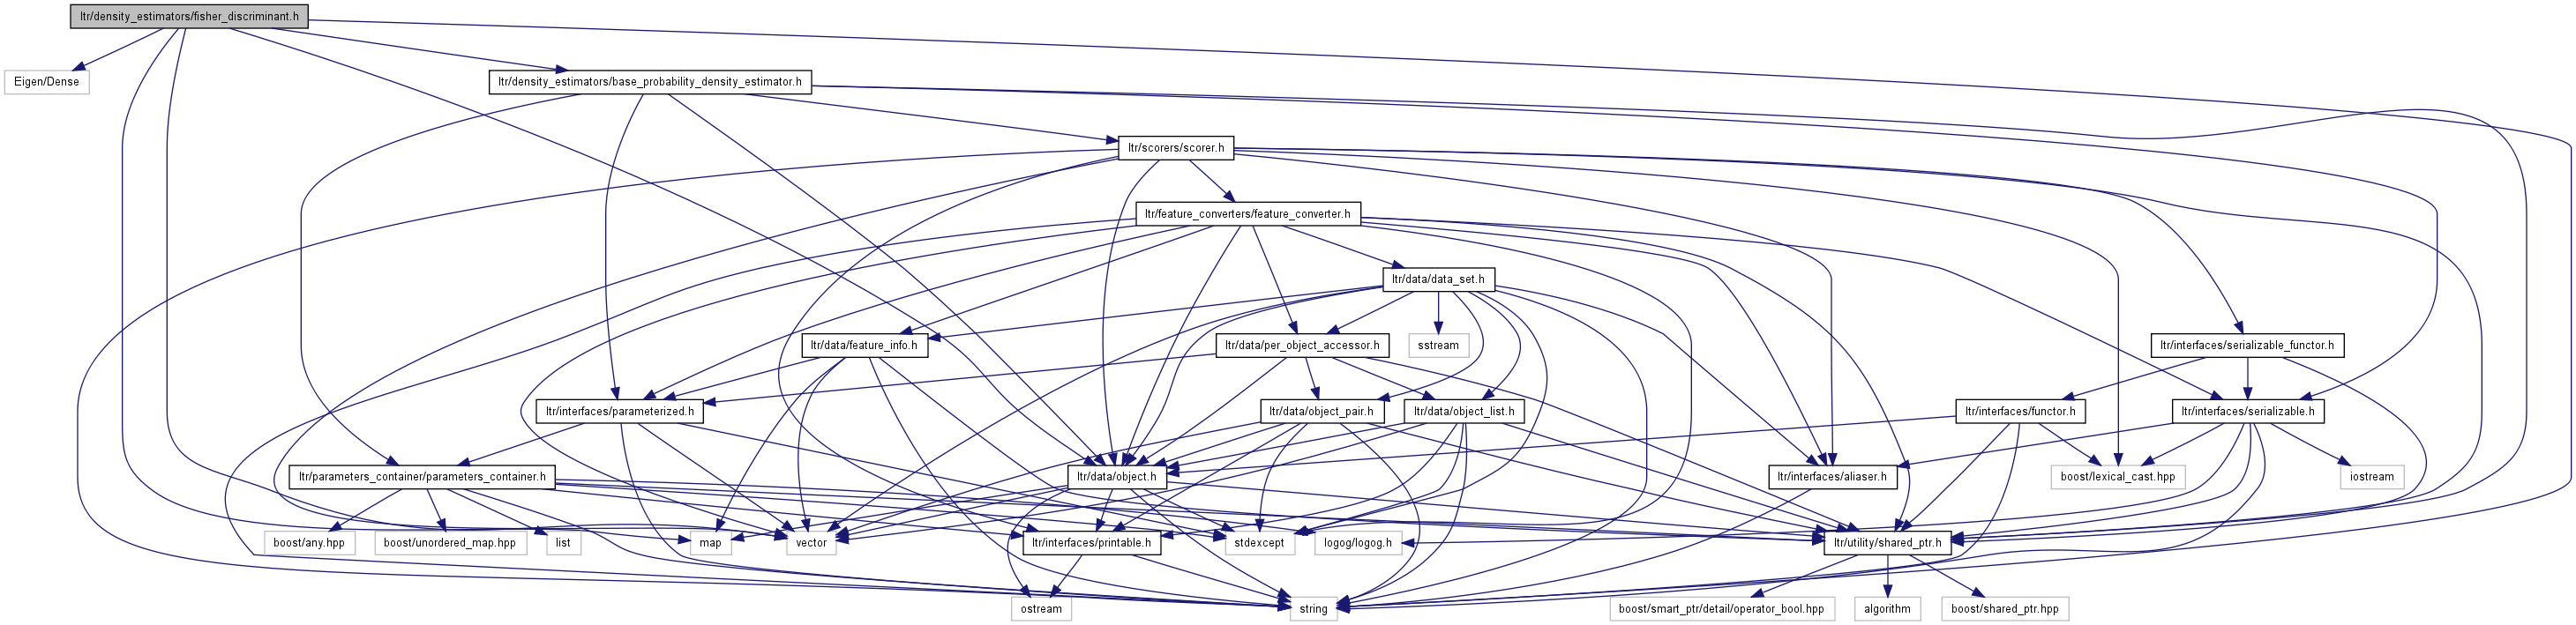 ltr/density_estimators/fisher_discriminant.h
Eigen/Dense
ltr/density_estimators/base_probability_density_estimator.h
ltr/scorers/scorer.h
ltr/feature_converters/feature_converter.h
ltr/data/data_set.h
ltr/data/feature_info.h
ltr/data/per_object_accessor.h
sstream
ltr/interfaces/serializable_functor.h
ltr/interfaces/parameterized.h
ltr/data/object_pair.h
ltr/data/object_list.h
ltr/interfaces/functor.h
ltr/interfaces/serializable.h
ltr/parameters_container/parameters_container.h
ltr/data/object.h
ltr/interfaces/aliaser.h
boost/lexical_cast.hpp
iostream
boost/any.hpp
boost/unordered_map.hpp
list
map
vector
ltr/interfaces/printable.h
stdexcept
logog/logog.h
ltr/utility/shared_ptr.h
ostream
string
boost/smart_ptr/detail/operator_bool.hpp
algorithm
boost/shared_ptr.hpp